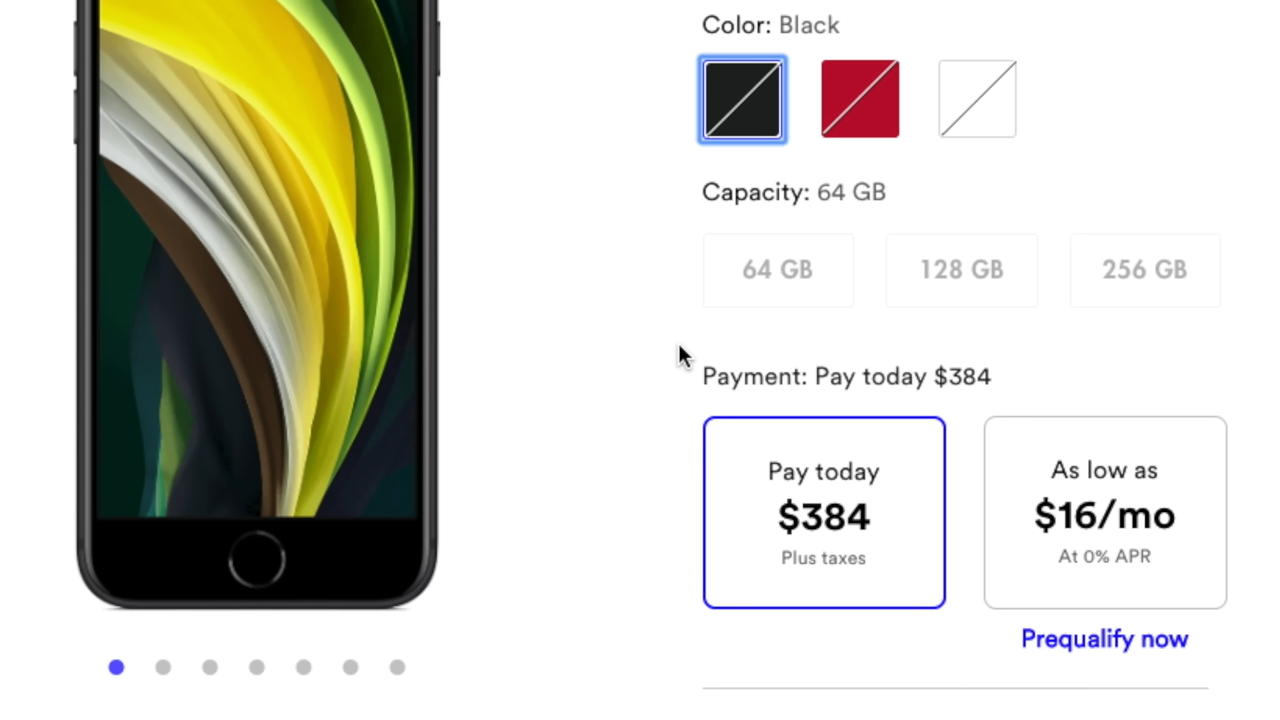 Color: Black
Capacity: 64 GB
64 GB
128 GB
256 GB
Payment: Pay today $384
Pay today
$384
Plus taxes
As low as
$16/mo
At 0% APR
Prequalify now